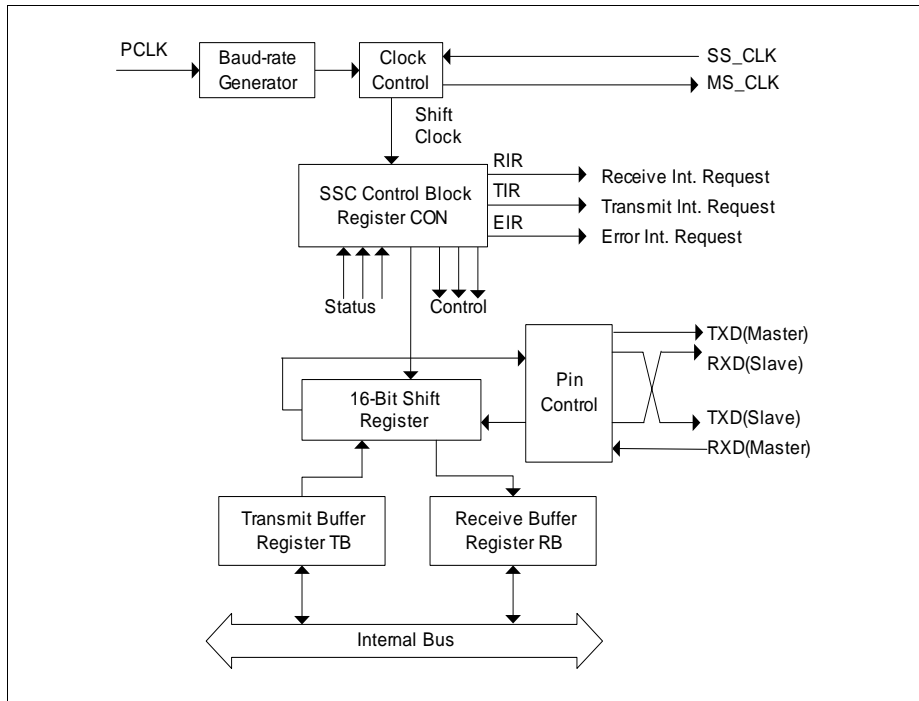 PCLK
Baud-rate
Generator
Clock
Control
SS_CLK
MS_CLK
Shift
Clock
SSC Control Block
Register CON
RIR
TIR
EIR
Receive Int. Request
Transmit Int. Request
Error Int. Request
Status
Control
16-Bit Shift
Register
Pin
Control
TXD(Master)
RXD(Slave)
TXD(Slave)
RXD(Master)
Transmit Buffer
Register TB
Receive Buffer
Register RB
Internal Bus